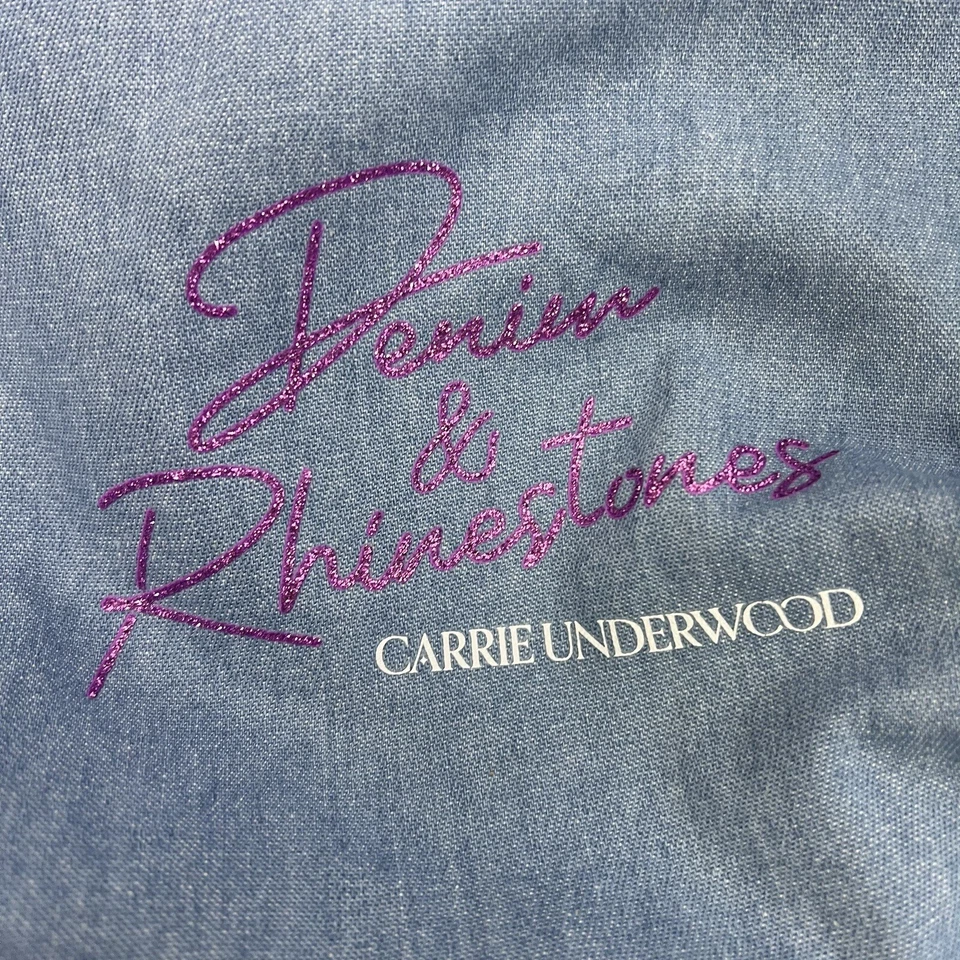 Denim
&
Rhinestones
CARRIE UNDERWOOD